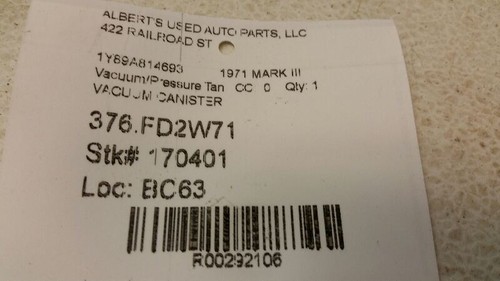 ALBERT'S USED AUTO PARTS, LLC
422 RAILROAD ST
1Y89A814693 1971 MARK III
Vacuum/Pressure Tan CC 0 Qty: 1
VACUUM CANISTER
376.FD2W71
Stk# 170401
Loc: BC63
R00292106